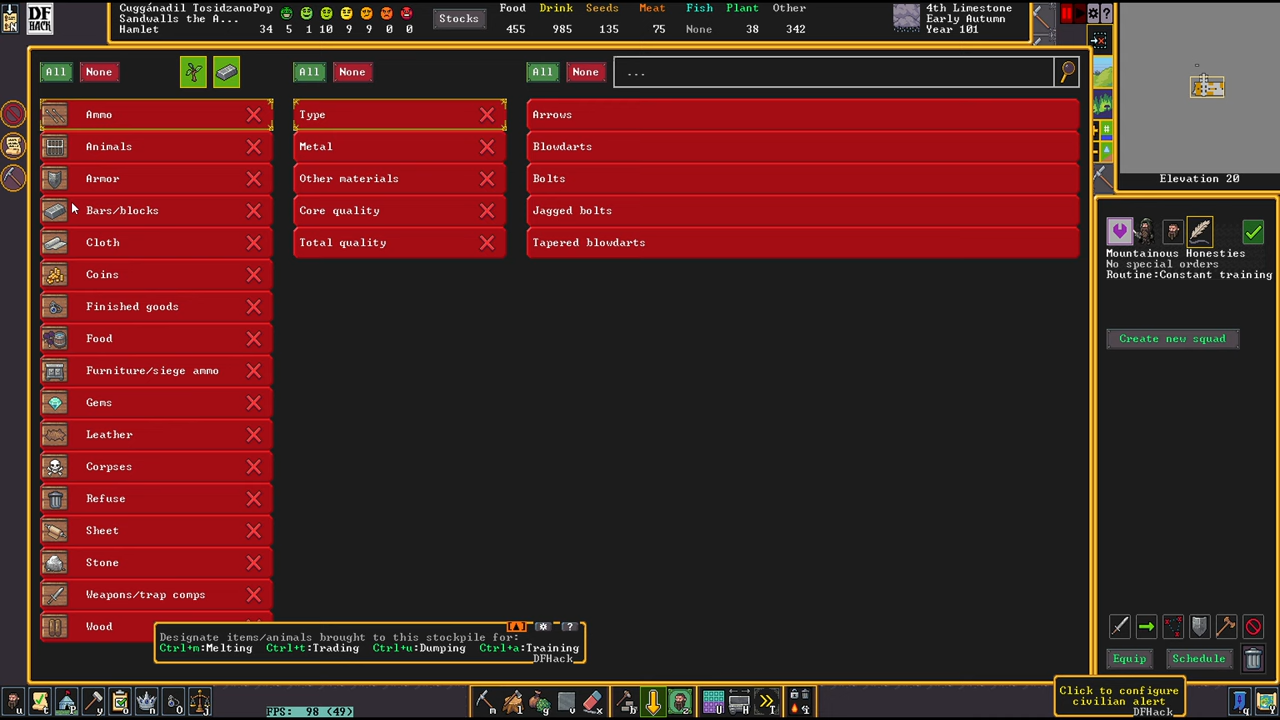 DF HACK
Cuggánadil TosidzanoPop
Sandwalls the A...
Hamlet 34 5 1 10 9 9 0 0
Stocks
Food Drink Seeds Meat Fish Plant Other
455 985 135 75 None 38 342
4th Limestone
Early Autumn
Year 101
All None
All None
All None ...
Ammo
Animals
Armor
Bars/blocks
Cloth
Coins
Finished goods
Food
Furniture/siege ammo
Gems
Leather
Corpses
Refuse
Sheet
Stone
Weapons/trap comps
Wood
Type
Metal
Other materials
Core quality
Total quality
Arrows
Blowdarts
Bolts
Jagged bolts
Tapered blowdarts
Designate items/animals brought to this stockpile for:
Ctrl+m:Melting Ctrl+t:Trading Ctrl+u:Dumping Ctrl+a:Training
DFHack
Elevation 20
Mountainous Honesties
No special orders
Routine:Constant training
Create new squad
Equip Schedule
Click to configure
civilian alert
DFHack
FPS: 98 (49)